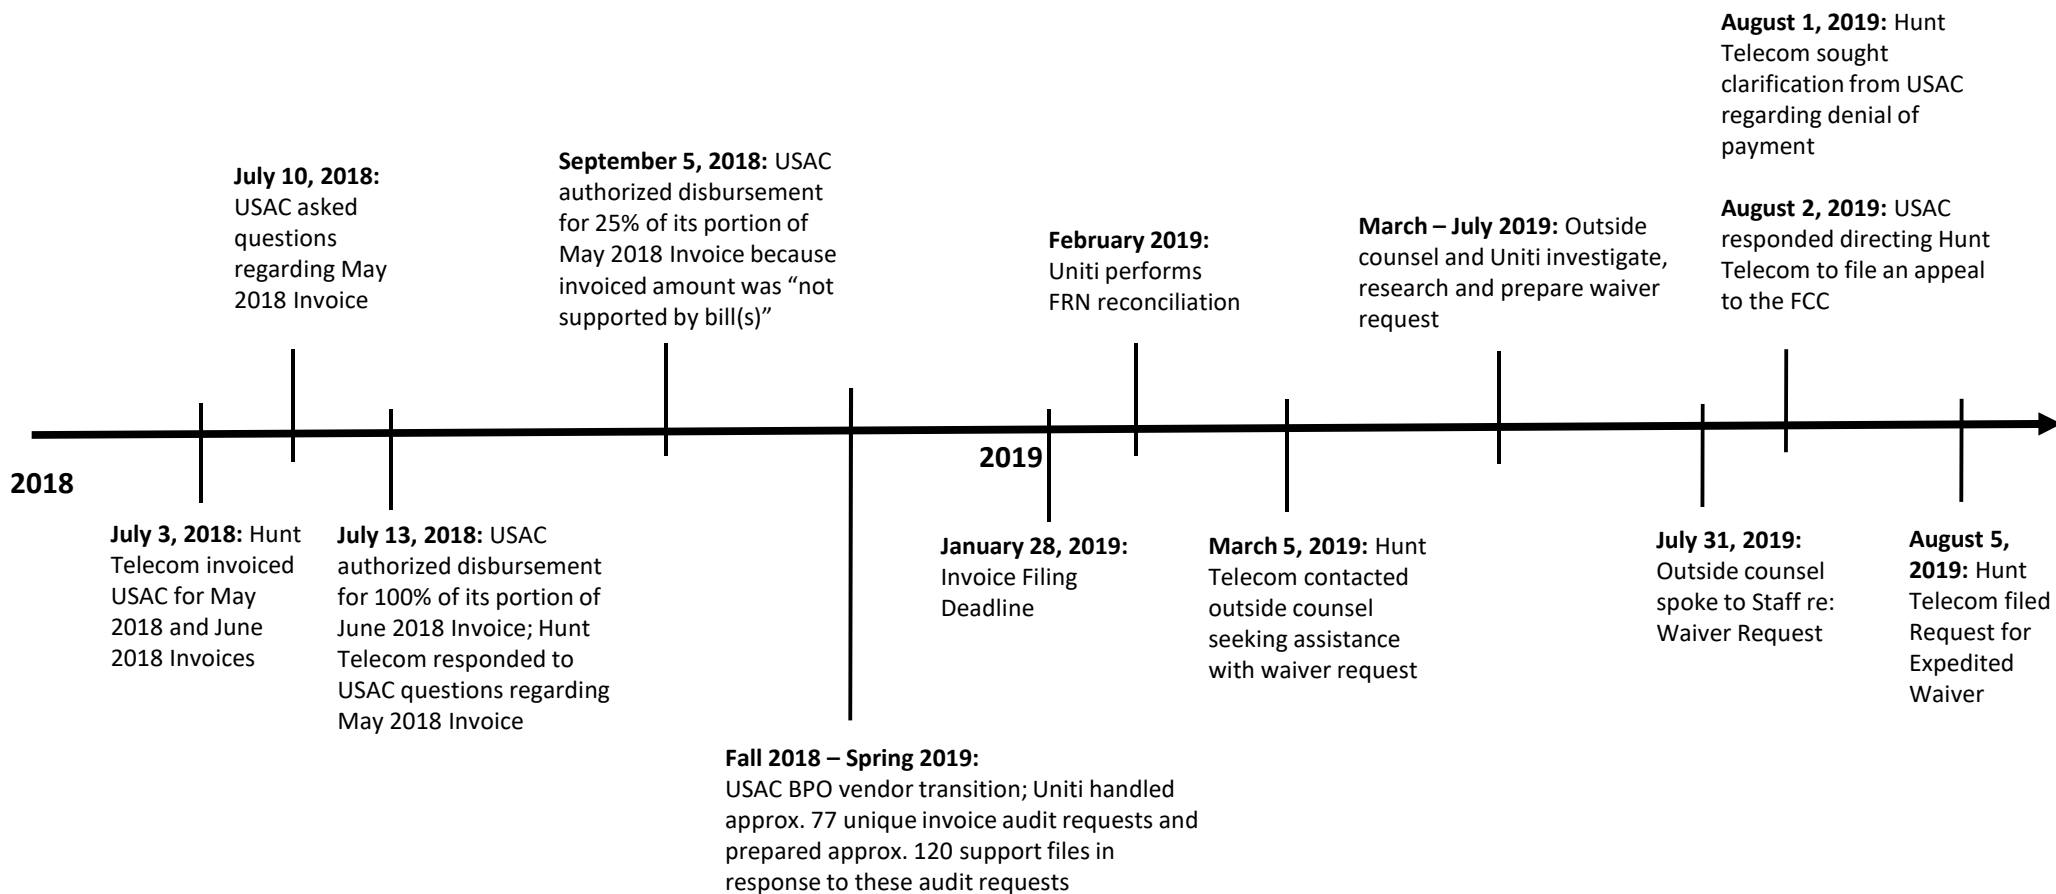 August 1, 2019: Hunt
Telecom sought
clarification from USAC
regarding denial of
payment
July 10, 2018:
USAC asked
questions
regarding May
2018 Invoice
September 5, 2018: USAC
authorized disbursement
for 25% of its portion of
May 2018 Invoice because
invoiced amount was “not
supported by bill(s)”
February 2019:
Uniti performs
FRN reconciliation
March – July 2019: Outside
counsel and Uniti investigate,
research and prepare waiver
request
August 2, 2019: USAC
responded directing Hunt
Telecom to file an appeal
to the FCC
2018
2019
July 3, 2018: Hunt
Telecom invoiced
USAC for May
2018 and June
2018 Invoices
July 13, 2018: USAC
authorized disbursement
for 100% of its portion of
June 2018 Invoice; Hunt
Telecom responded to
USAC questions regarding
May 2018 Invoice
January 28, 2019:
Invoice Filing
Deadline
March 5, 2019: Hunt
Telecom contacted
outside counsel
seeking assistance
with waiver request
July 31, 2019:
Outside counsel
spoke to Staff re:
Waiver Request
August 5,
2019: Hunt
Telecom filed
Request for
Expedited
Waiver
Fall 2018 – Spring 2019:
USAC BPO vendor transition; Uniti handled
approx. 77 unique invoice audit requests and
prepared approx. 120 support files in
response to these audit requests